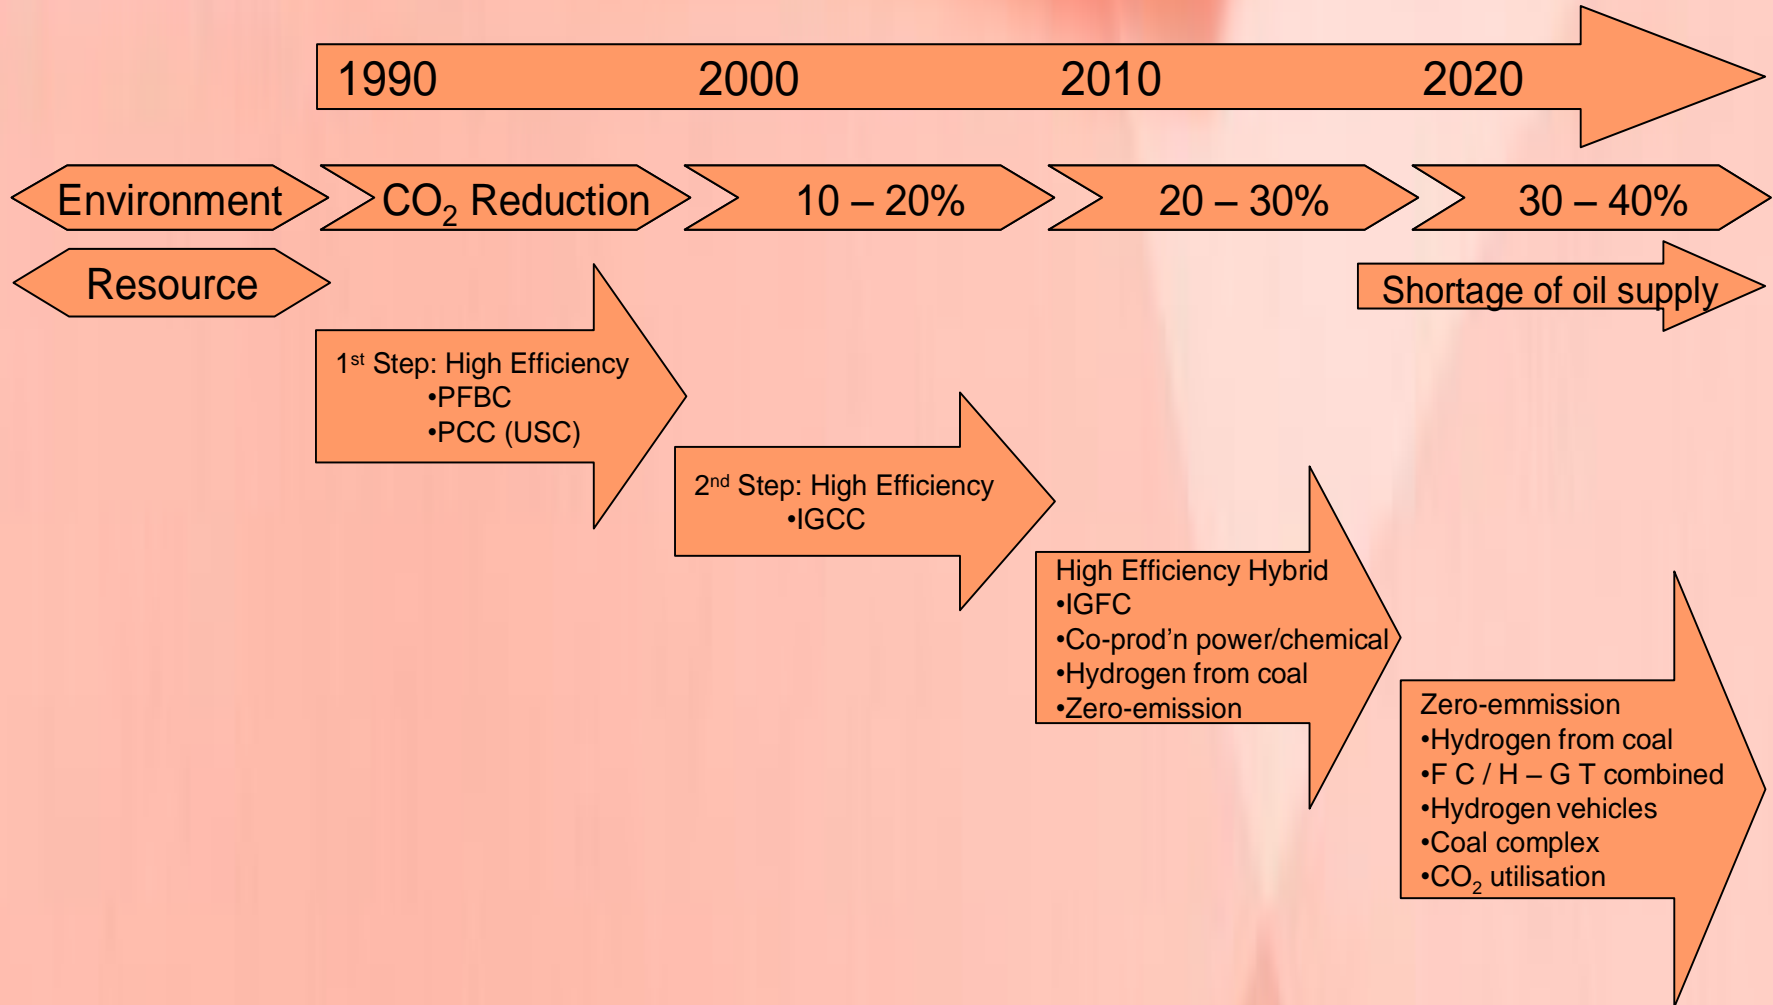 1990 2000 2010 2020
Environment CO₂ Reduction 10 – 20% 20 – 30% 30 – 40%
Resource Shortage of oil supply
1st Step: High Efficiency
•PFBC
•PCC (USC)
2nd Step: High Efficiency
•IGCC
High Efficiency Hybrid
•IGFC
•Co-prod’n power/chemical
•Hydrogen from coal
•Zero-emission
Zero-emmission
•Hydrogen from coal
•F C / H – G T combined
•Hydrogen vehicles
•Coal complex
•CO₂ utilisation